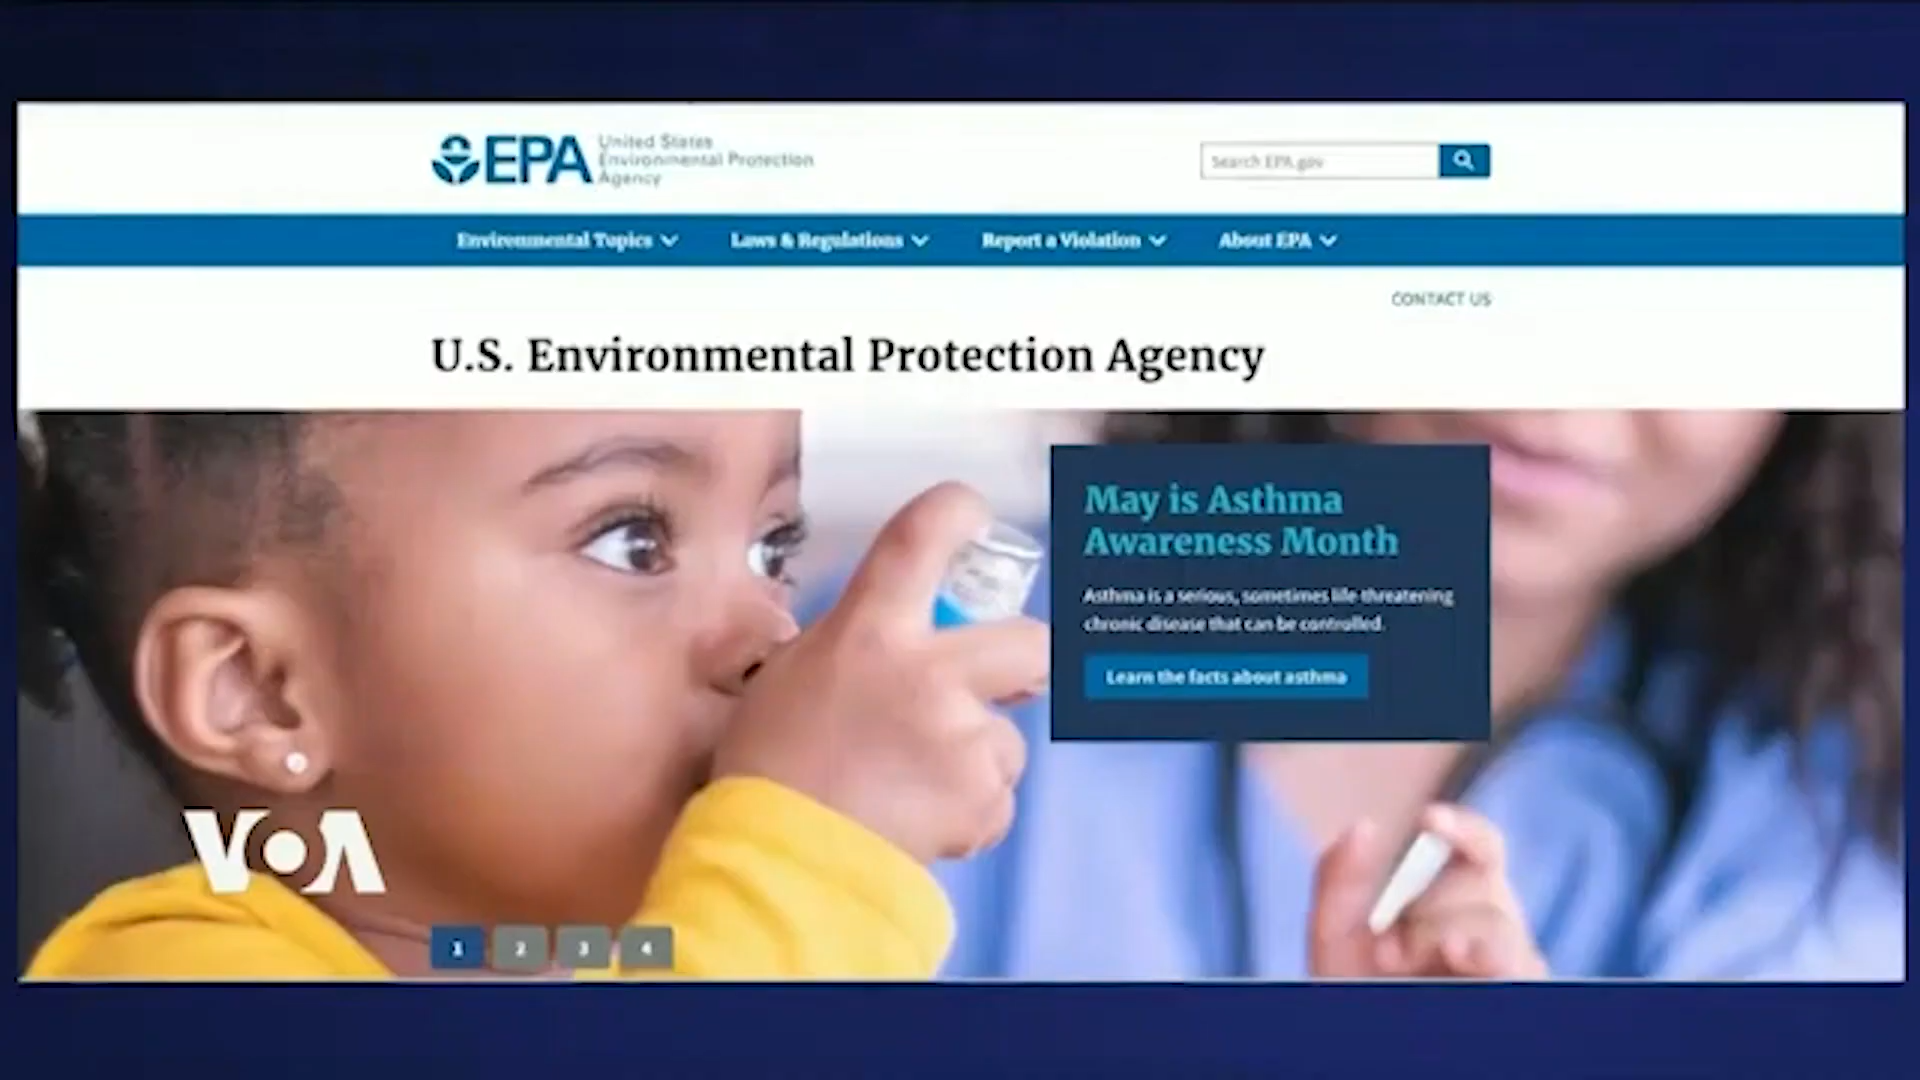 EPA
United States
Environmental Protection
Agency
Search EPA.gov
Environmental Topics
Laws & Regulations
Report a Violation
About EPA
CONTACT US
U.S. Environmental Protection Agency
May is Asthma
Awareness Month
Asthma is a serious, sometimes life-threatening
chronic disease that can be controlled.
Learn the facts about asthma
VOA
1 2 3 4